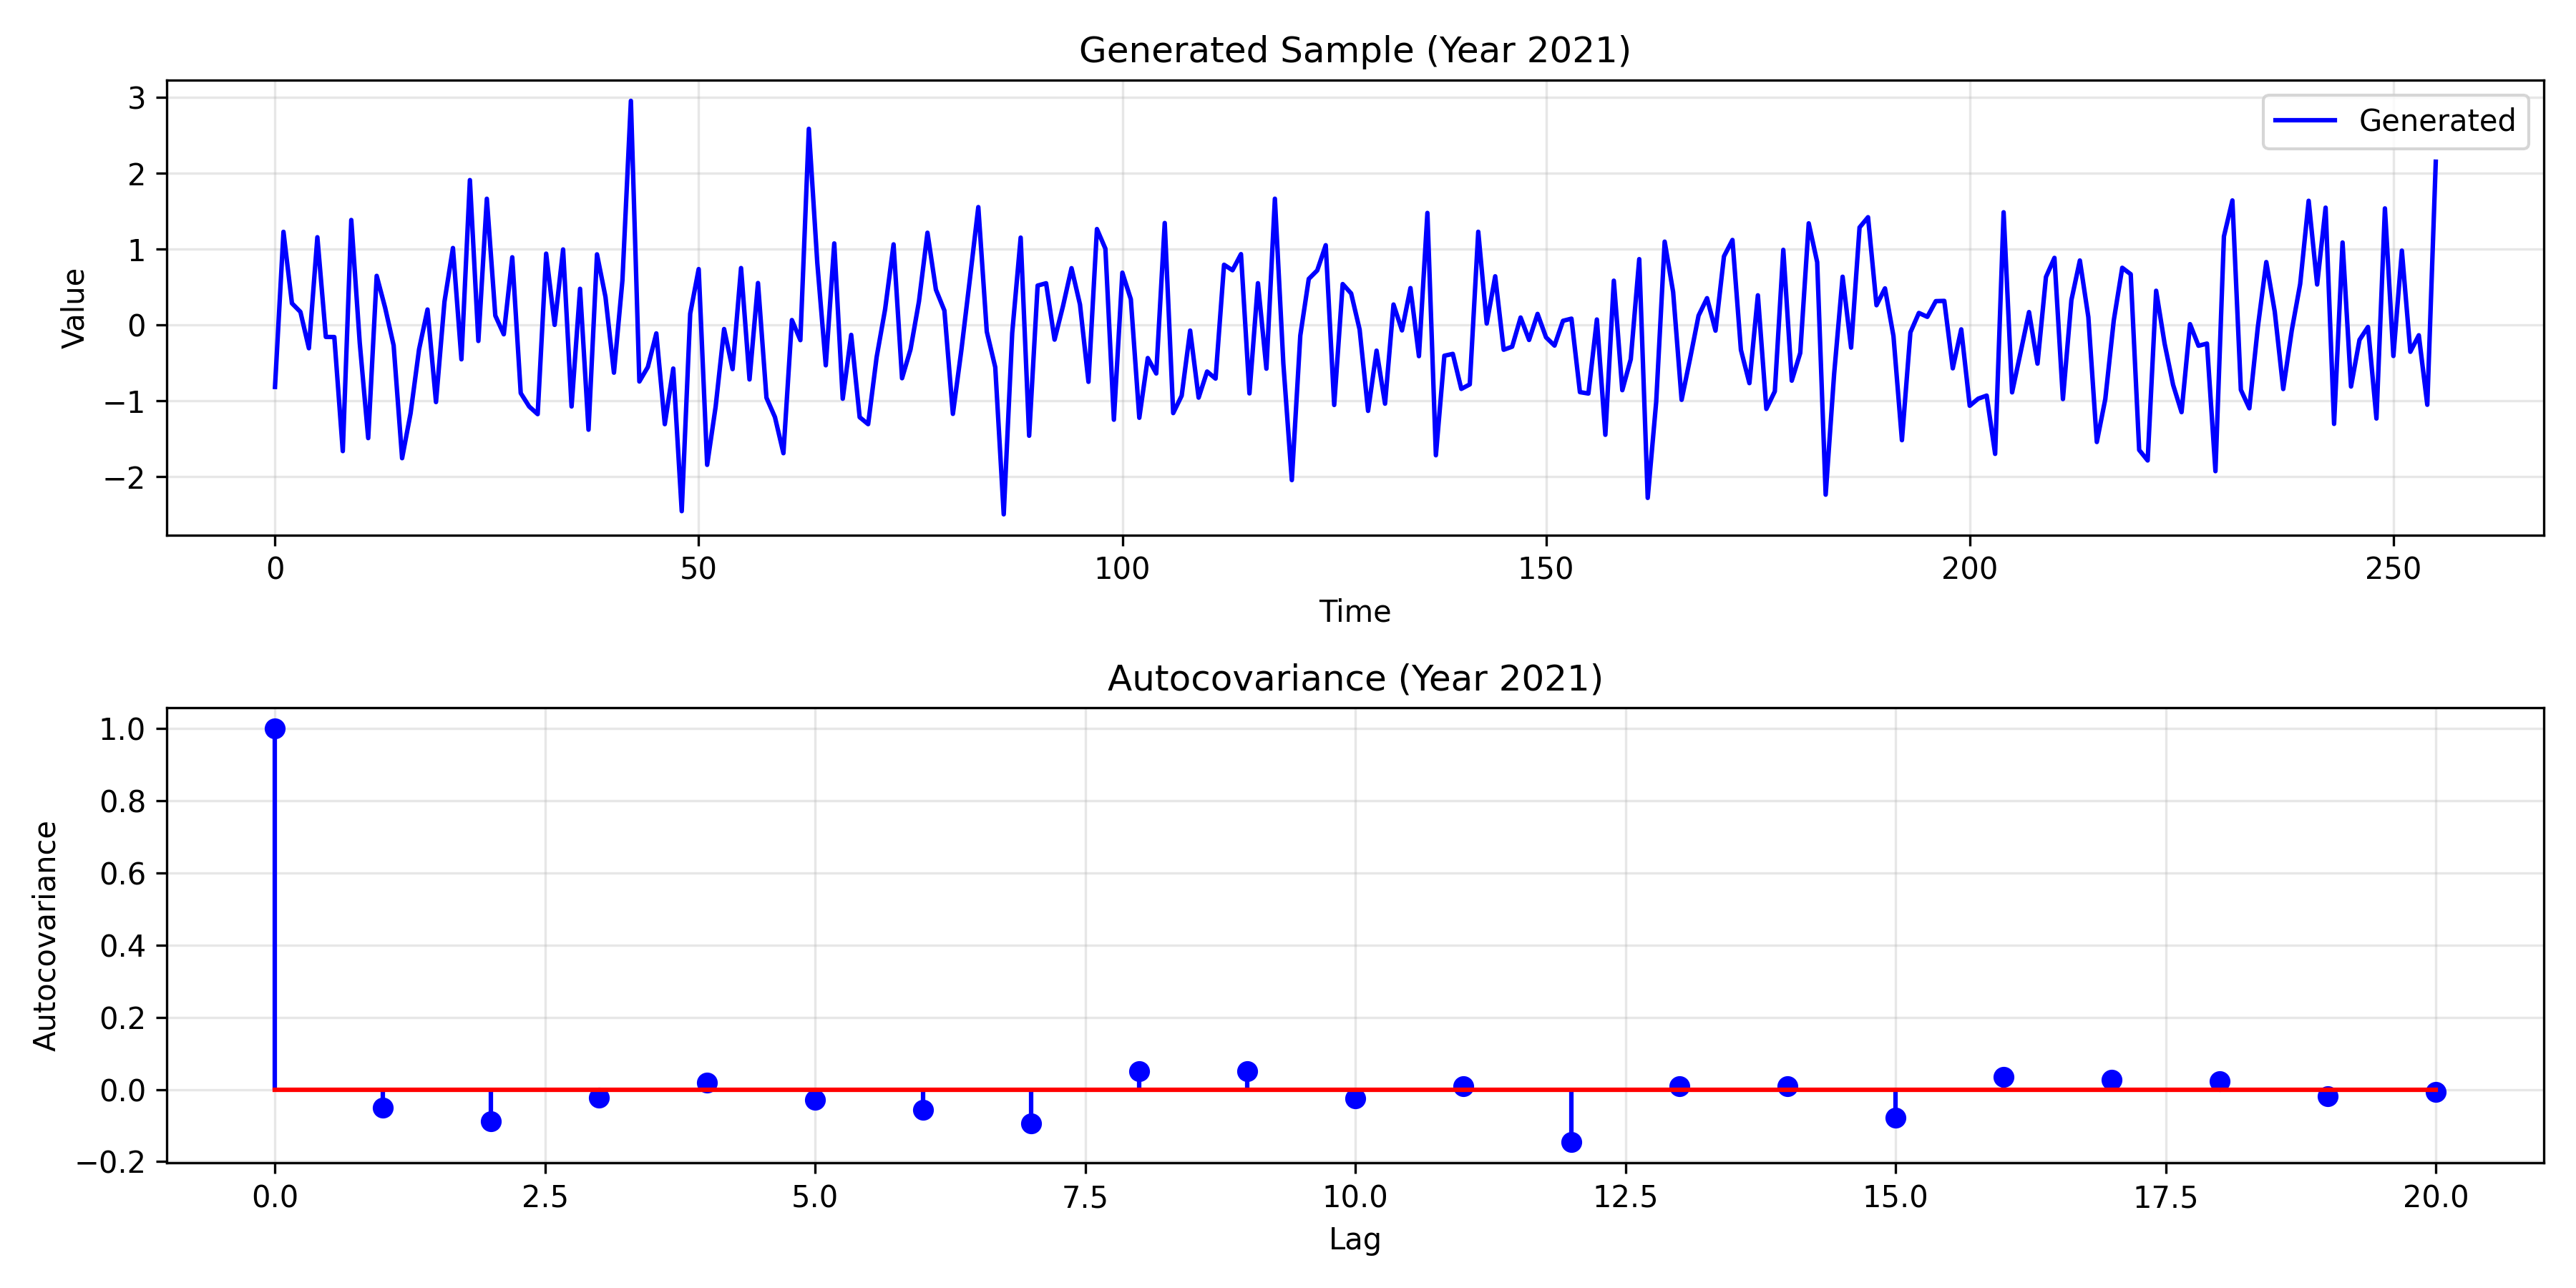 Generated Sample (Year 2021)
Generated
3
2
1
0
−1
−2
Value
0 50 100 150 200 250
Time
Autocovariance (Year 2021)
1.0
0.8
0.6
0.4
0.2
0.0
−0.2
Autocovariance
0.0 2.5 5.0 7.5 10.0 12.5 15.0 17.5 20.0
Lag